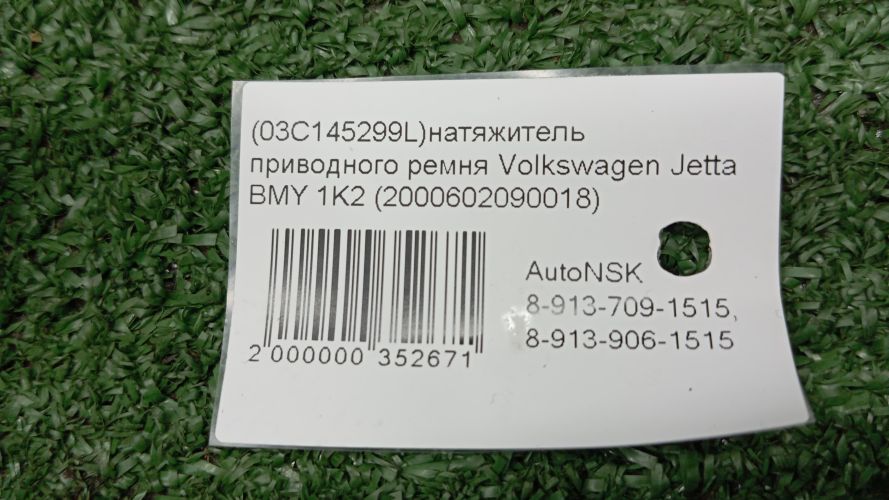 (03C145299L)натяжитель
приводного ремня Volkswagen Jetta
BMY 1K2 (2000602090018)
AutoNSK
8-913-709-1515,
8-913-906-1515
2 000000 352671